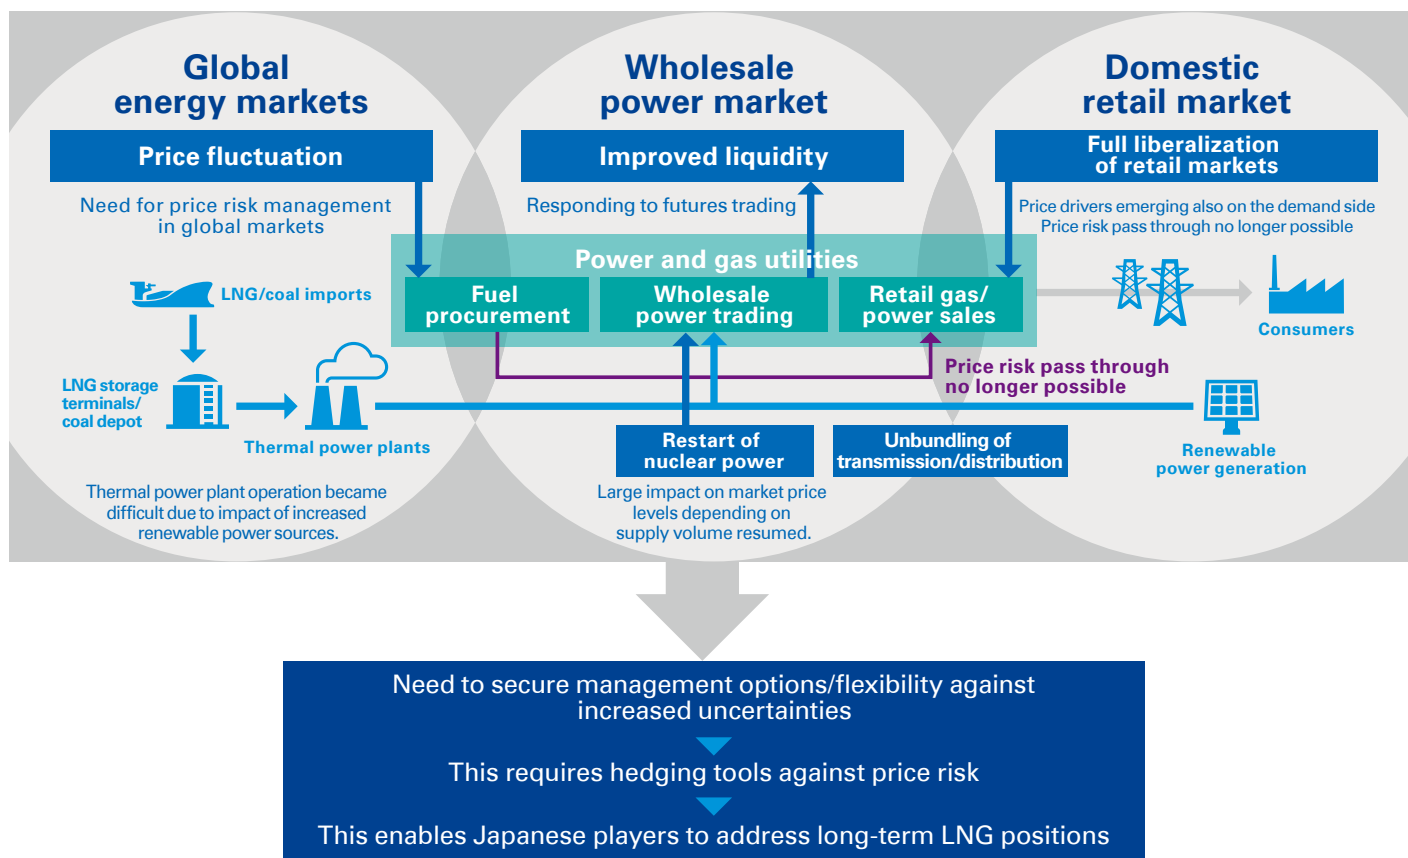 Global
energy markets
Price fluctuation
Need for price risk management
in global markets
LNG/coal imports
LNG storage
terminals/
coal depot
Thermal power plants
Thermal power plant operation became
difficult due to impact of increased
renewable power sources.
Wholesale
power market
Improved liquidity
Responding to futures trading
Power and gas utilities
Fuel
procurement
Wholesale
power trading
Retail gas/
power sales
Restart of
nuclear power
Large impact on market price
levels depending on
supply volume resumed.
Unbundling of
transmission/distribution
Domestic
retail market
Full liberalization
of retail markets
Price drivers emerging also on the demand side
Price risk pass through no longer possible
Consumers
Price risk pass through
no longer possible
Renewable
power generation
Need to secure management options/flexibility against
increased uncertainties
This requires hedging tools against price risk
This enables Japanese players to address long-term LNG positions